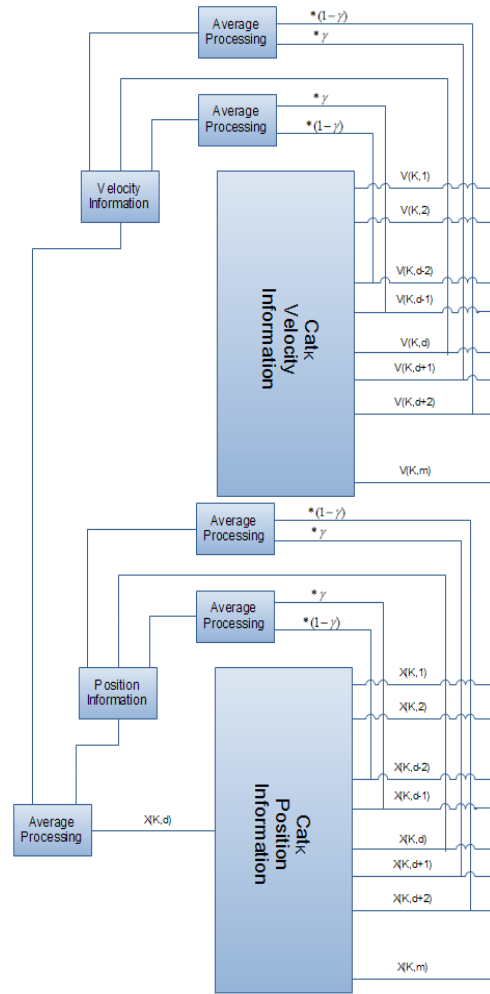 Average
Processing
*(1−γ)
*γ
Average
Processing
*γ
*(1−γ)
Velocity
Information
V(K,1)
V(K,2)
V(K,d-2)
V(K,d-1)
V(K,d)
V(K,d+1)
V(K,d+2)
V(K,m)
CatK
Velocity
Information
Average
Processing
*(1−γ)
*γ
Average
Processing
*γ
*(1−γ)
Position
Information
X(K,1)
X(K,2)
X(K,d-2)
X(K,d-1)
X(K,d)
X(K,d+1)
X(K,d+2)
X(K,m)
CatK
Position
Information
Average
Processing
X(K,d)